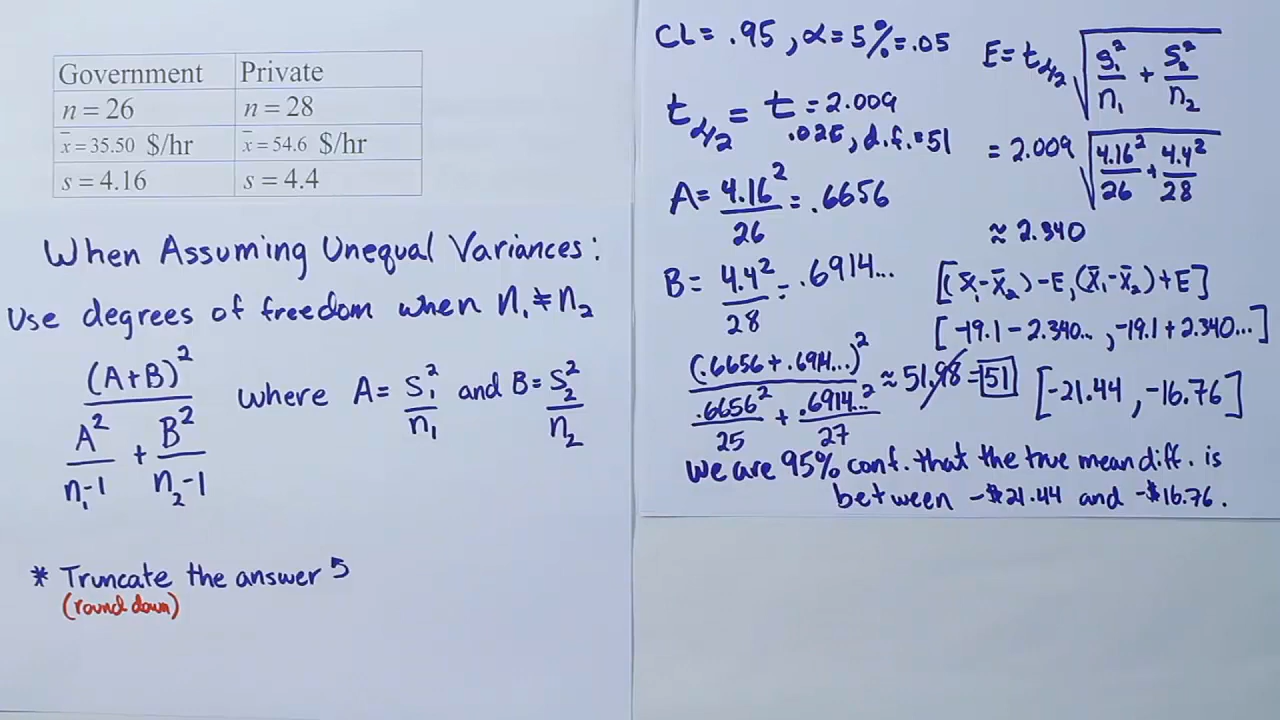 Government Private
n = 26 n = 28
x̄ = 35.50 $/hr x̄ = 54.6 $/hr
s = 4.16 s = 4.4
When Assuming Unequal Variances:
Use degrees of freedom when n₁ ≠ n₂
(A+B)²
A²/(n₁-1) + B²/(n₂-1)
where A = S₁²/n₁ and B = S₂²/n₂
* Truncate the answer
(round down)
CL = .95, α = 5% = .05
t α/2 = t .025, d.f. = 51 = 2.009
A = 4.16²/26 = .6656
B = 4.4²/28 = .6914...
(.6656 + .6914...)²
.6656²/25 + .6914...²/27
≈ 51.98 = 51
E = t α/2 √(S₁²/n₁ + S₂²/n₂)
= 2.009 √(4.16²/26 + 4.4²/28)
≈ 2.340
[(x̄₁-x̄₂)-E, (x̄₁-x̄₂)+E]
[-19.1 - 2.340.., -19.1 + 2.340...]
[-21.44, -16.76]
We are 95% conf. that the true mean diff. is
between -$21.44 and -$16.76.